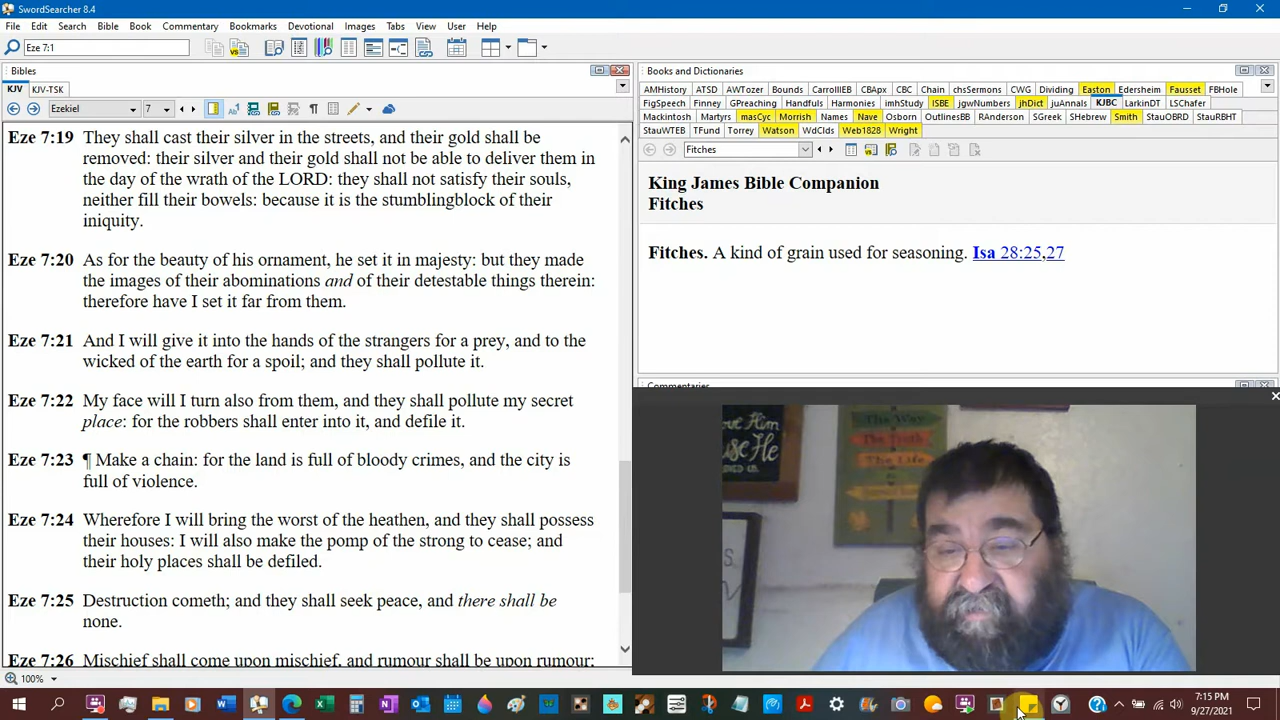 SwordSearcher 8.4
File Edit Search Bible Book Commentary Bookmarks Devotional Images Tabs View User Help
Eze 7:1
Bibles
KJV KJV-TSK
Ezekiel 7
Eze 7:19 They shall cast their silver in the streets, and their gold shall be
removed: their silver and their gold shall not be able to deliver them in
the day of the wrath of the LORD: they shall not satisfy their souls,
neither fill their bowels: because it is the stumblingblock of their
iniquity.
Eze 7:20 As for the beauty of his ornament, he set it in majesty: but they made
the images of their abominations and of their detestable things therein:
therefore have I set it far from them.
Eze 7:21 And I will give it into the hands of the strangers for a prey, and to the
wicked of the earth for a spoil; and they shall pollute it.
Eze 7:22 My face will I turn also from them, and they shall pollute my secret
place: for the robbers shall enter into it, and defile it.
Eze 7:23 ¶ Make a chain: for the land is full of bloody crimes, and the city is
full of violence.
Eze 7:24 Wherefore I will bring the worst of the heathen, and they shall possess
their houses: I will also make the pomp of the strong to cease; and
their holy places shall be defiled.
Eze 7:25 Destruction cometh; and they shall seek peace, and there shall be
none.
Eze 7:26 Mischief shall come upon mischief, and rumour shall be upon rumour;
100%
Books and Dictionaries
AMHistory ATSD AWTozer Bounds CarrollEB CBApx CBC Chain chsSermons CWG Dividing Easton Edersheim Fausset FBHole
FigSpeech Finney GPreaching Handfuls Harmonies imhStudy ISBE jgwNumbers jhDict juAnnals KJBC LarkinDT LSChafer
Mackintosh Martyrs masCyc Morrish Names Nave Osborn OutlinesBB RAnderson SGreek SHebrew Smith StauOBRD StauRBHT
StauWTEB TFund Torrey Watson WdClds Web1828 Wright
Fitches
King James Bible Companion
Fitches
Fitches. A kind of grain used for seasoning. Isa 28:25,27
Commentaries
The Way
The Truth
The Life
7:15 PM
9/27/2021